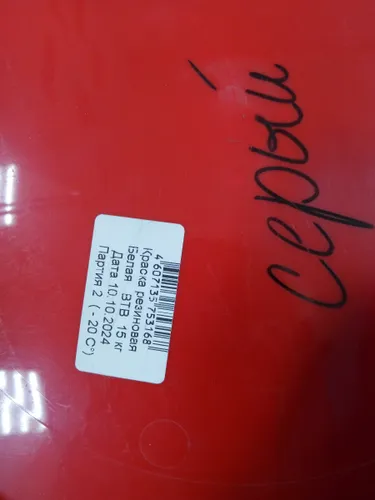 серый
4607135753168
Краска резиновая
Белая ВТВ 15 кг
Дата 10.10.2024
Партия 2 (- 20 С°)